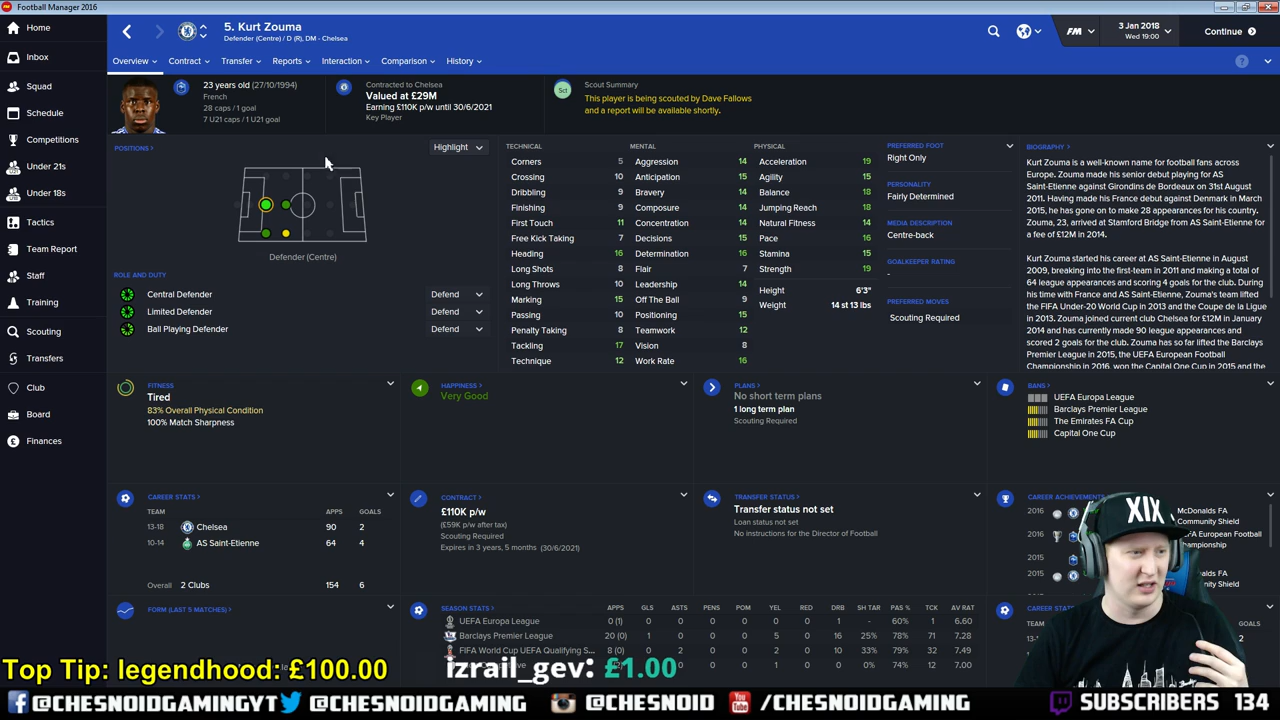 Football Manager 2016
Home
Inbox
Squad
Schedule
Competitions
Under 21s
Under 18s
Tactics
Team Report
Staff
Training
Scouting
Transfers
Club
Board
Finances
5. Kurt Zouma
Defender (Centre) / D (R), DM - Chelsea
FM
3 Jan 2018
Wed 19:00
Continue
Overview
Contract
Transfer
Reports
Interaction
Comparison
History
23 years old (27/10/1994)
French
28 caps / 1 goal
7 U21 caps / 1 U21 goal
Contracted to Chelsea
Valued at £29M
Earning £110K p/w until 30/6/2021
Key Player
Sct
Scout Summary
This player is being scouted by Dave Fallows
and a report will be available shortly.
POSITIONS
Highlight
Defender (Centre)
ROLE AND DUTY
Central Defender Defend
Limited Defender Defend
Ball Playing Defender Defend
TECHNICAL
Corners 5
Crossing 10
Dribbling 9
Finishing 9
First Touch 11
Free Kick Taking 7
Heading 16
Long Shots 8
Long Throws 10
Marking 15
Passing 10
Penalty Taking 8
Tackling 17
Technique 12
MENTAL
Aggression 14
Anticipation 15
Bravery 14
Composure 14
Concentration 14
Decisions 15
Determination 16
Flair 7
Leadership 14
Off The Ball 9
Positioning 15
Teamwork 12
Vision 8
Work Rate 16
PHYSICAL
Acceleration 19
Agility 15
Balance 18
Jumping Reach 18
Natural Fitness 14
Pace 16
Stamina 15
Strength 19
Height 6'3"
Weight 14 st 13 lbs
PREFERRED FOOT
Right Only
PERSONALITY
Fairly Determined
MEDIA DESCRIPTION
Centre-back
GOALKEEPER RATING
-
PREFERRED MOVES
Scouting Required
BIOGRAPHY
Kurt Zouma is a well-known name for football fans across
Europe. Zouma made his senior debut playing for AS
Saint-Etienne against Girondins de Bordeaux on 31st August
2011. Having made his France debut against Denmark in March
2015, he has gone on to make 28 appearances for his country.
Zouma, 23, arrived at Stamford Bridge from AS Saint-Etienne for
a fee of £12M in 2014.
Kurt Zouma started his career at AS Saint-Etienne in August
2009, breaking into the first-team in 2011 and making a total of
64 league appearances and scoring 4 goals for the club. During
his time with France and AS Saint-Etienne, Zouma's team lifted
the FIFA Under-20 World Cup in 2013 and the Coupe de la Ligue
in 2013. Zouma joined current club Chelsea for £12M in January
2014 and has currently made 90 league appearances and
scored 2 goals for the club. Zouma has so far lifted the Barclays
Premier League in 2015, the UEFA European Football
Championship in 2016, won the Capital One Cup in 2015 and the
FITNESS
Tired
83% Overall Physical Condition
100% Match Sharpness
HAPPINESS
Very Good
PLANS
No short term plans
1 long term plan
Scouting Required
BANS
UEFA Europa League
Barclays Premier League
The Emirates FA Cup
Capital One Cup
CAREER STATS
TEAM APPS GOALS
13-18 Chelsea 90 2
10-14 AS Saint-Etienne 64 4
Overall 2 Clubs 154 6
CONTRACT
£110K p/w
(£59K p/w after tax)
Scouting Required
Expires in 3 years, 5 months (30/6/2021)
TRANSFER STATUS
Transfer status not set
Loan status not set
No instructions for the Director of Football
CAREER ACHIEVEMENTS
2016 McDonalds FA
Community Shield
2016
2015
2015
XIX
FORM (LAST 5 MATCHES)
SEASON STATS APPS GLS ASTS PENS POM YEL RED DRB SH TAR PAS % TCK AV RAT
UEFA Europa League 0 (1) 0 0 0 0 0 0 1 - 60% 1 6.60
Barclays Premier League 20 (0) 1 0 0 0 5 0 16 25% 78% 71 7.28
FIFA World Cup UEFA Qualifying S... 8 (0) 0 2 0 0 2 0 10 33% 79% 32 7.49
0 1 0 0% 74% 12 7.00
TEAM
Top Tip: legendhood: £100.00
izrail_gev: £1.00
@CHESNOIDGAMINGYT
@CHESNOIDGAMING
@CHESNOID
/CHESNOIDGAMING
SUBSCRIBERS 134